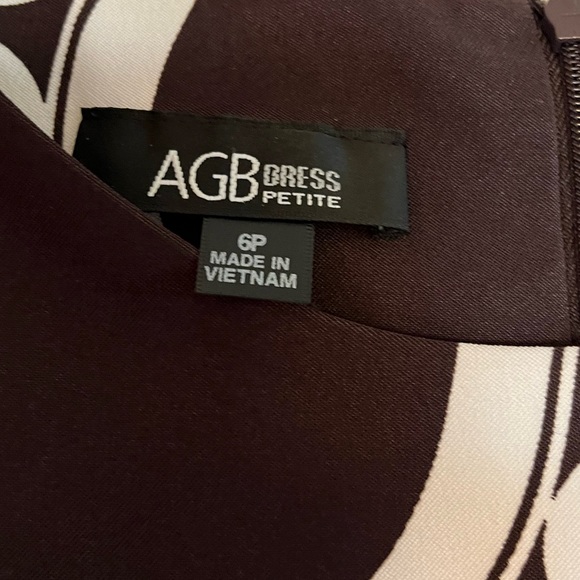 AGB DRESS
PETITE
6P
MADE IN
VIETNAM